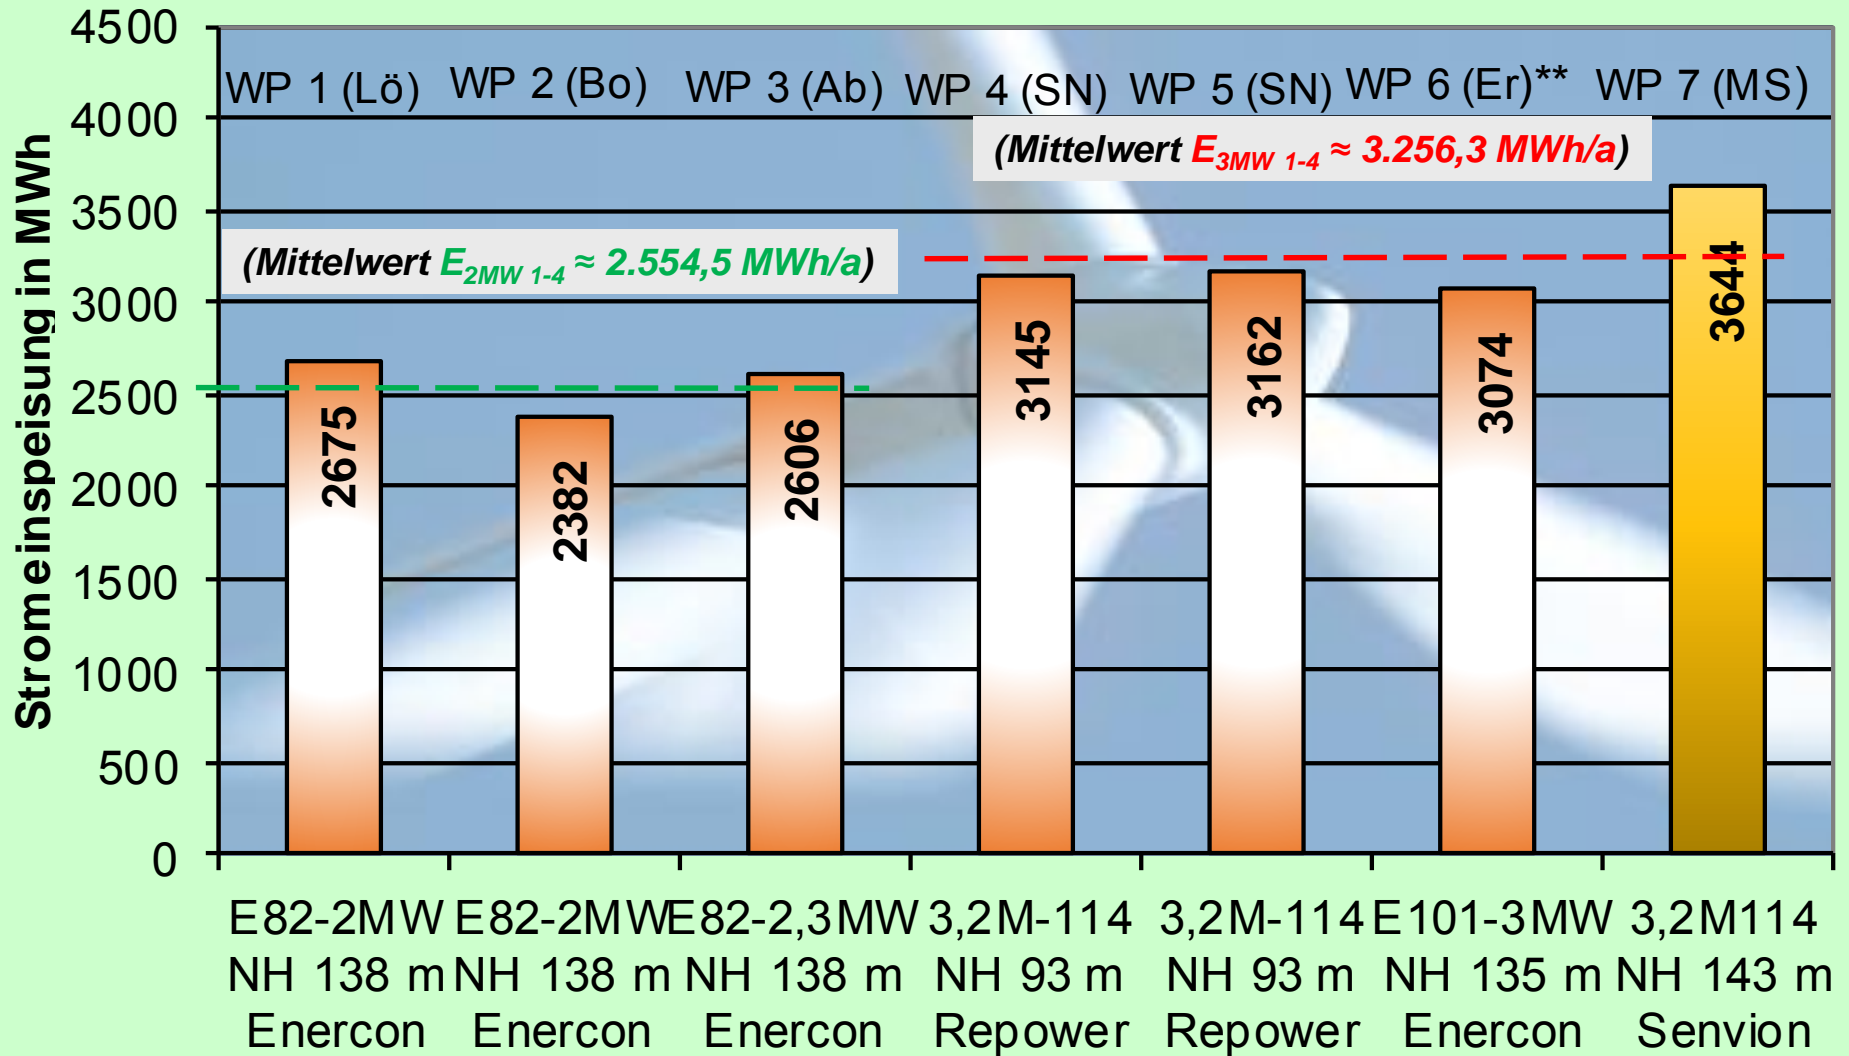 Stromeinspeisung in MWh
4500
4000
3500
3000
2500
2000
1500
1000
500
0
WP 1 (Lö) WP 2 (Bo) WP 3 (Ab) WP 4 (SN) WP 5 (SN) WP 6 (Er)** WP 7 (MS)
(Mittelwert E3MW 1-4 ≈ 3.256,3 MWh/a)
(Mittelwert E2MW 1-4 ≈ 2.554,5 MWh/a)
2675
2382
2606
3145
3162
3074
3644
E82-2MW E82-2MW E82-2,3MW 3,2M-114 3,2M-114 E101-3MW 3,2M114
NH 138 m NH 138 m NH 138 m NH 93 m NH 93 m NH 135 m NH 143 m
Enercon Enercon Enercon Repower Repower Enercon Senvion